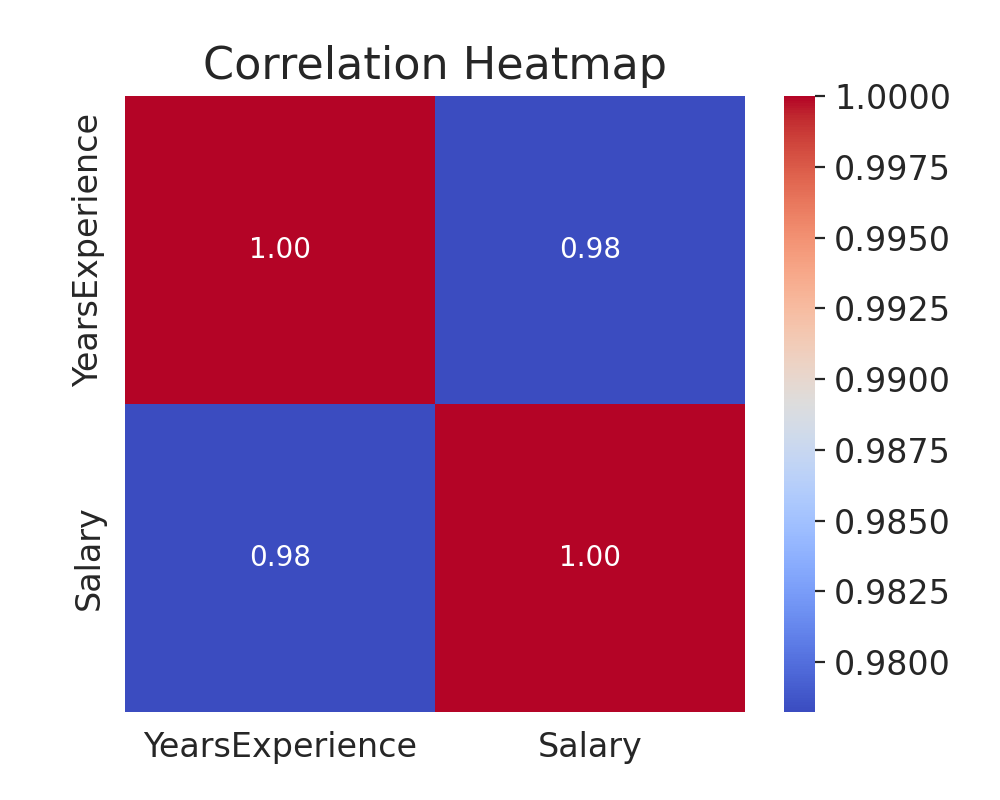 Correlation Heatmap
YearsExperience
1.00
0.98
Salary
0.98
1.00
YearsExperience
Salary
1.0000
0.9975
0.9950
0.9925
0.9900
0.9875
0.9850
0.9825
0.9800